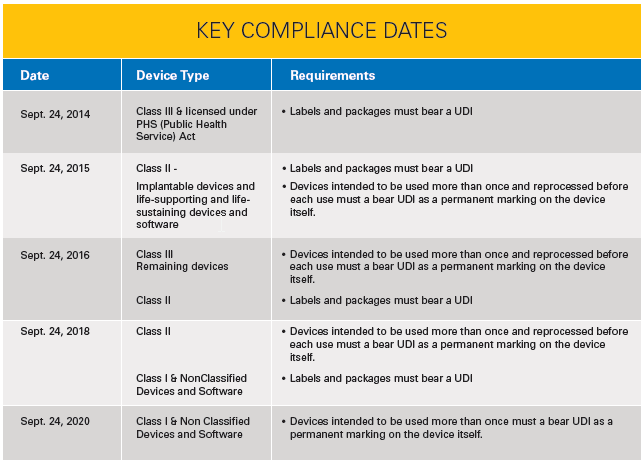 KEY COMPLIANCE DATES
Date Device Type Requirements
Sept. 24, 2014
Class III & licensed under
PHS (Public Health
Service) Act
• Labels and packages must bear a UDI
Sept. 24, 2015
Class II -
Implantable devices and
life-supporting and life-
sustaining devices and
software
• Labels and packages must bear a UDI
• Devices intended to be used more than once and reprocessed before
each use must a bear UDI as a permanent marking on the device
itself.
Sept. 24, 2016
Class III
Remaining devices
• Devices intended to be used more than once and reprocessed before
each use must a bear UDI as a permanent marking on the device
itself.
Class II
• Labels and packages must bear a UDI
Sept. 24, 2018
Class II
• Devices intended to be used more than once and reprocessed before
each use must a bear UDI as a permanent marking on the device
itself.
Class I & NonClassified
Devices and Software
• Labels and packages must bear a UDI
Sept. 24, 2020
Class I & Non Classified
Devices and Software
• Devices intended to be used more than once must a bear UDI as a
permanent marking on the device itself.